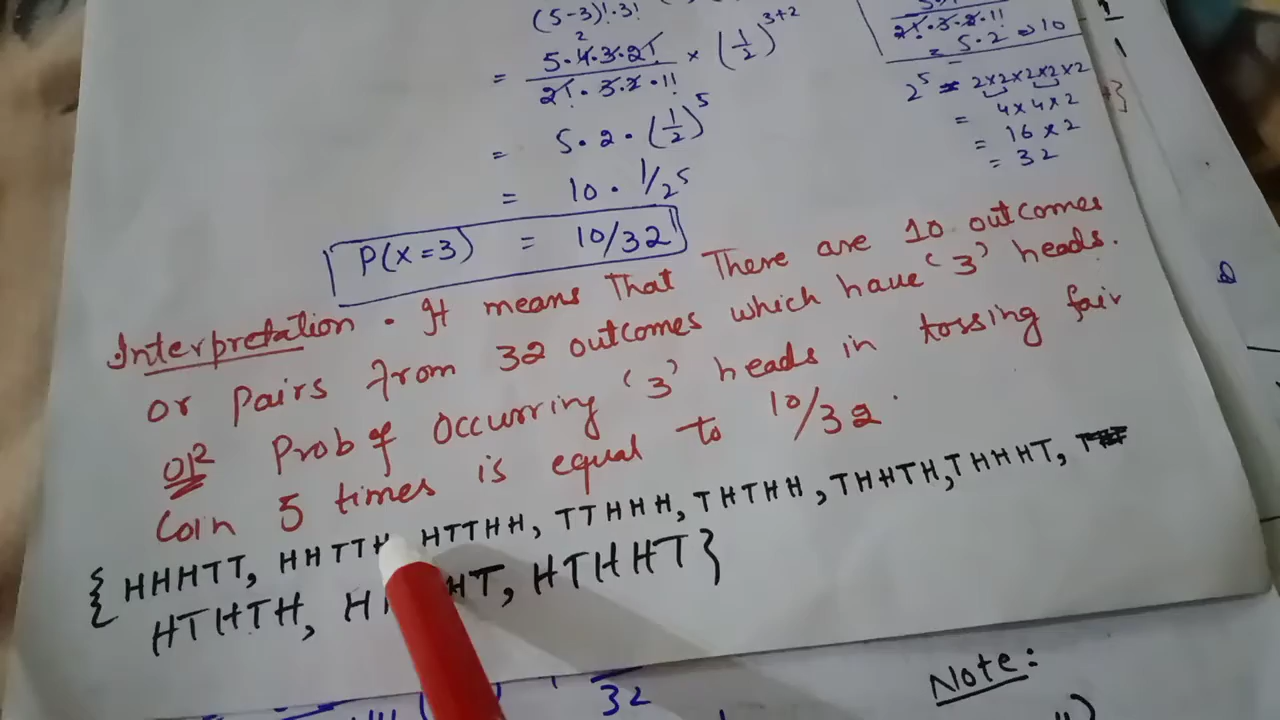 (5-3)!·3!
= 5·4·3·2! / 2!·3·2·1! × (1/2)^3+2
2
= 5·2·(1/2)^5
= 10·1/2^5
P(x=3) = 10/32
2!·3·2·1!
= 5·2 ⇒ 10
2^5 = 2×2×2×2×2
= 4×4×2
= 16×2
= 32
Interpretation. It means That There are 10 outcomes
or pairs from 32 outcomes which have '3' heads.
OR Prob of Occurring '3' heads in tossing fair
Coin 5 times is equal to 10/32.
{HHHTT, HHTTH, HTTHH, TTHHH, THTHH, THHTH, THHHT,
HTHTH, HT, HTHHT}
Note:
32